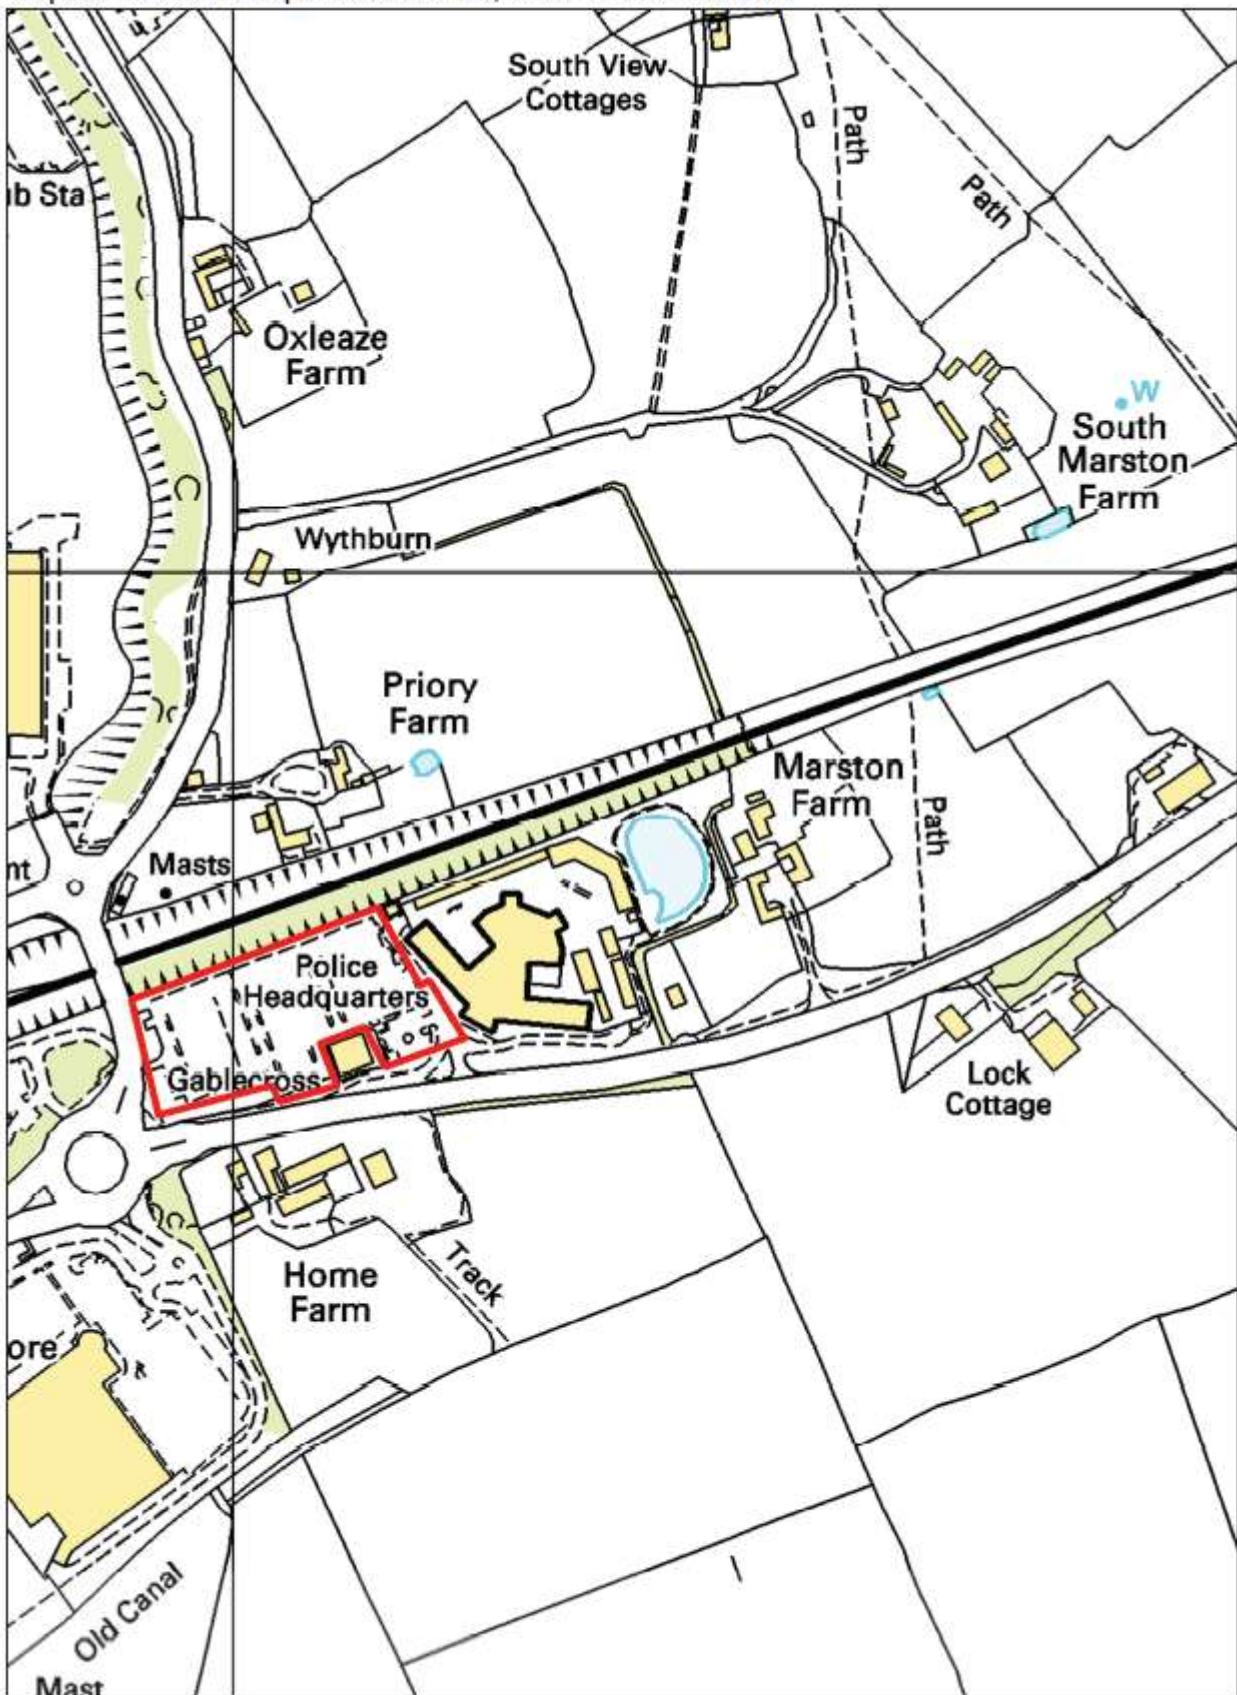 South View
Cottages
Path
Path
b Sta
Oxleaze
Farm
W
South
Marston
Farm
Wythburn
Priory
Farm
Marston
Farm
Path
nt
Masts
Police
Headquarters
Gablecross
Lock
Cottage
Home
Farm
Track
ore
Old Canal
Mast